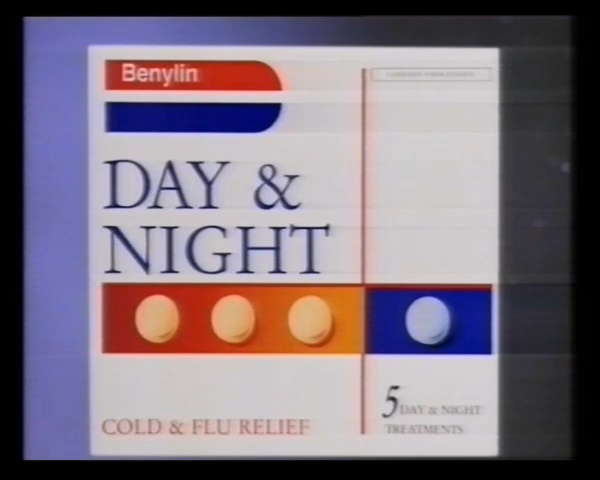 Benylin
DAY &
NIGHT
COLD & FLU RELIEF
5 DAY & NIGHT
TREATMENTS